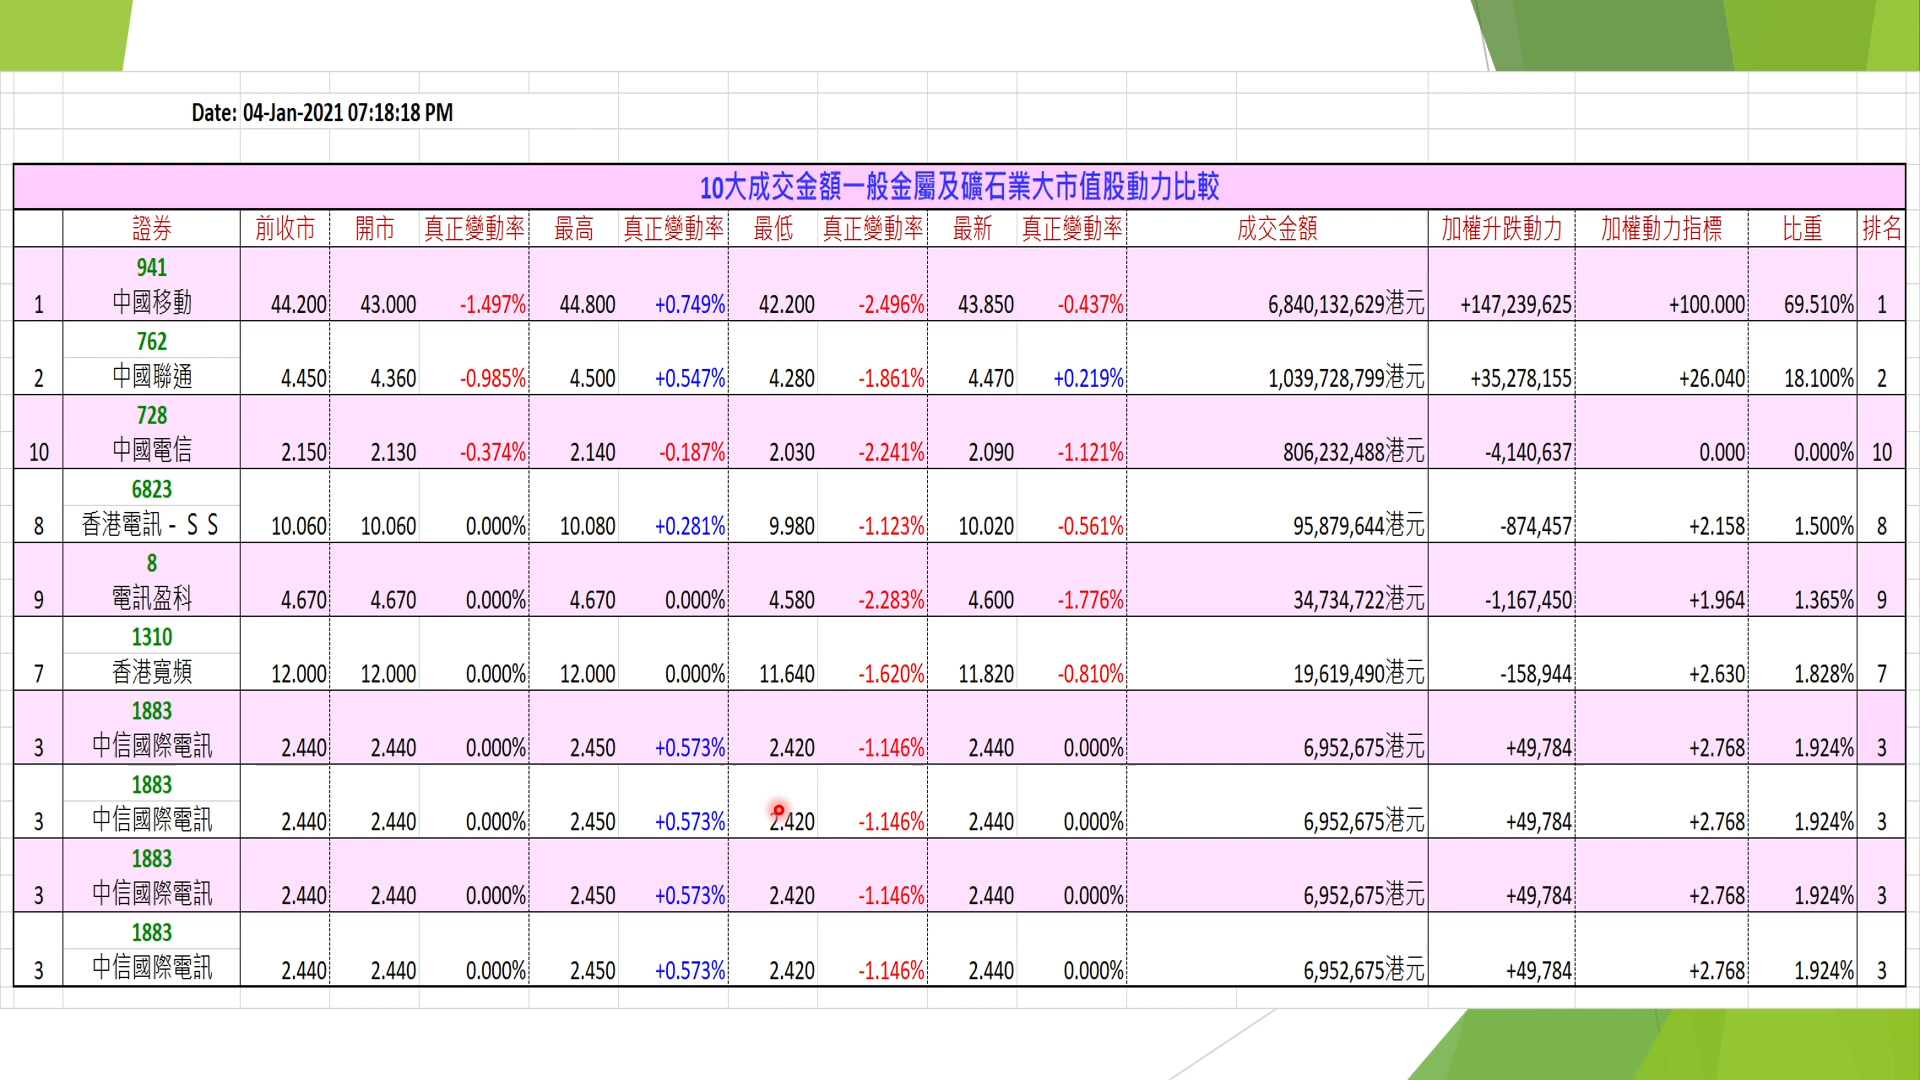 Date: 04-Jan-2021 07:18:18 PM
10大成交金額一般金屬及礦石業大市值股動力比較
證券 前收市 開市 真正變動率 最高 真正變動率 最低 真正變動率 最新 真正變動率 成交金額 加權升跌動力 加權動力指標 比重 排名
941
1 中國移動 44.200 43.000 -1.497% 44.800 +0.749% 42.200 -2.496% 43.850 -0.437% 6,840,132,629港元 +147,239,625 +100.000 69.510% 1
762
2 中國聯通 4.450 4.360 -0.985% 4.500 +0.547% 4.280 -1.861% 4.470 +0.219% 1,039,728,799港元 +35,278,155 +26.040 18.100% 2
728
10 中國電信 2.150 2.130 -0.374% 2.140 -0.187% 2.030 -2.241% 2.090 -1.121% 806,232,488港元 -4,140,637 0.000 0.000% 10
6823
8 香港電訊－ＳＳ 10.060 10.060 0.000% 10.080 +0.281% 9.980 -1.123% 10.020 -0.561% 95,879,644港元 -874,457 +2.158 1.500% 8
8
9 電訊盈科 4.670 4.670 0.000% 4.670 0.000% 4.580 -2.283% 4.600 -1.776% 34,734,722港元 -1,167,450 +1.964 1.365% 9
1310
7 香港寬頻 12.000 12.000 0.000% 12.000 0.000% 11.640 -1.620% 11.820 -0.810% 19,619,490港元 -158,944 +2.630 1.828% 7
1883
3 中信國際電訊 2.440 2.440 0.000% 2.450 +0.573% 2.420 -1.146% 2.440 0.000% 6,952,675港元 +49,784 +2.768 1.924% 3
1883
3 中信國際電訊 2.440 2.440 0.000% 2.450 +0.573% 2.420 -1.146% 2.440 0.000% 6,952,675港元 +49,784 +2.768 1.924% 3
1883
3 中信國際電訊 2.440 2.440 0.000% 2.450 +0.573% 2.420 -1.146% 2.440 0.000% 6,952,675港元 +49,784 +2.768 1.924% 3
1883
3 中信國際電訊 2.440 2.440 0.000% 2.450 +0.573% 2.420 -1.146% 2.440 0.000% 6,952,675港元 +49,784 +2.768 1.924% 3